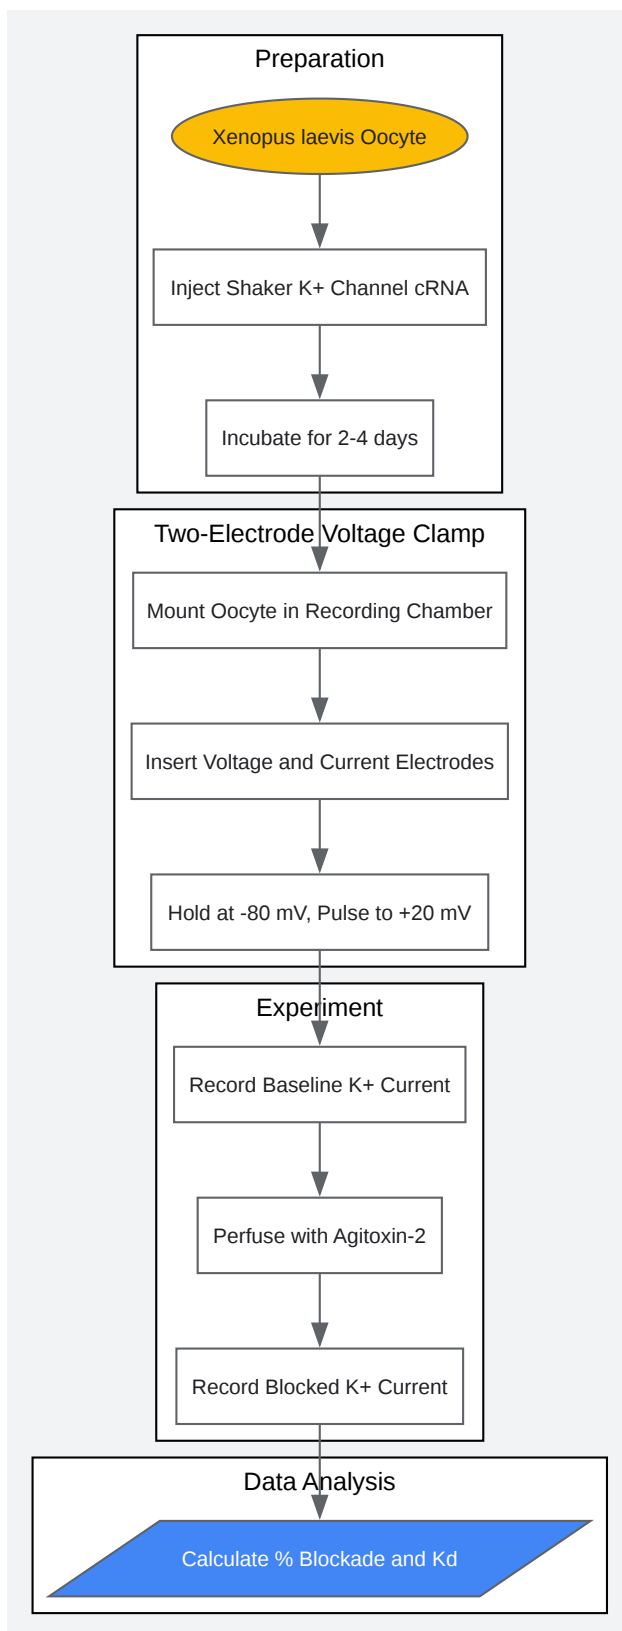 Preparation
Xenopus laevis Oocyte
Inject Shaker K+ Channel cRNA
Incubate for 2-4 days
Two-Electrode Voltage Clamp
Mount Oocyte in Recording Chamber
Insert Voltage and Current Electrodes
Hold at -80 mV, Pulse to +20 mV
Experiment
Record Baseline K+ Current
Perfuse with Agitoxin-2
Record Blocked K+ Current
Data Analysis
Calculate % Blockade and Kd